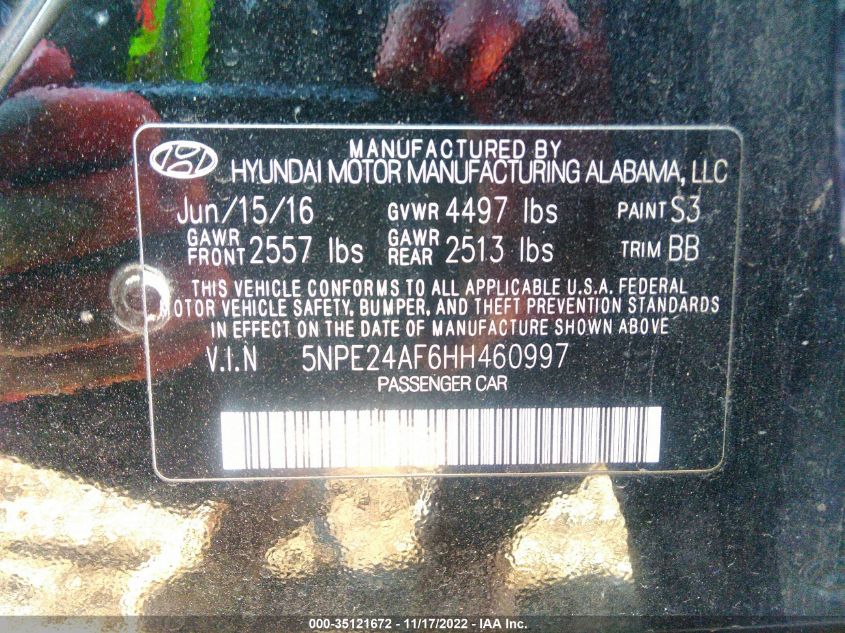 MANUFACTURED BY
HYUNDAI MOTOR MANUFACTURING ALABAMA, LLC
Jun/15/16 GVWR 4497 lbs PAINT S3
GAWR FRONT 2557 lbs GAWR REAR 2513 lbs TRIM BB
THIS VEHICLE CONFORMS TO ALL APPLICABLE U.S.A. FEDERAL
MOTOR VEHICLE SAFETY, BUMPER, AND THEFT PREVENTION STANDARDS
IN EFFECT ON THE DATE OF MANUFACTURE SHOWN ABOVE
V.I.N 5NPE24AF6HH460997
PASSENGER CAR
000-35121672 - 11/17/2022 - IAA Inc.